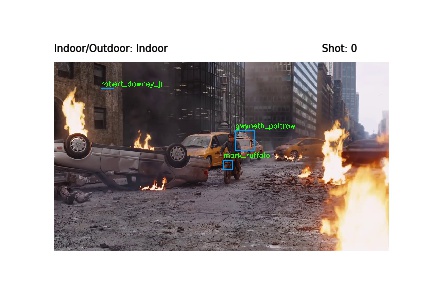 Indoor/Outdoor: Indoor
Shot: 0
robert_downey_jr.
gwyneth_paltrow
mark_ruffalo